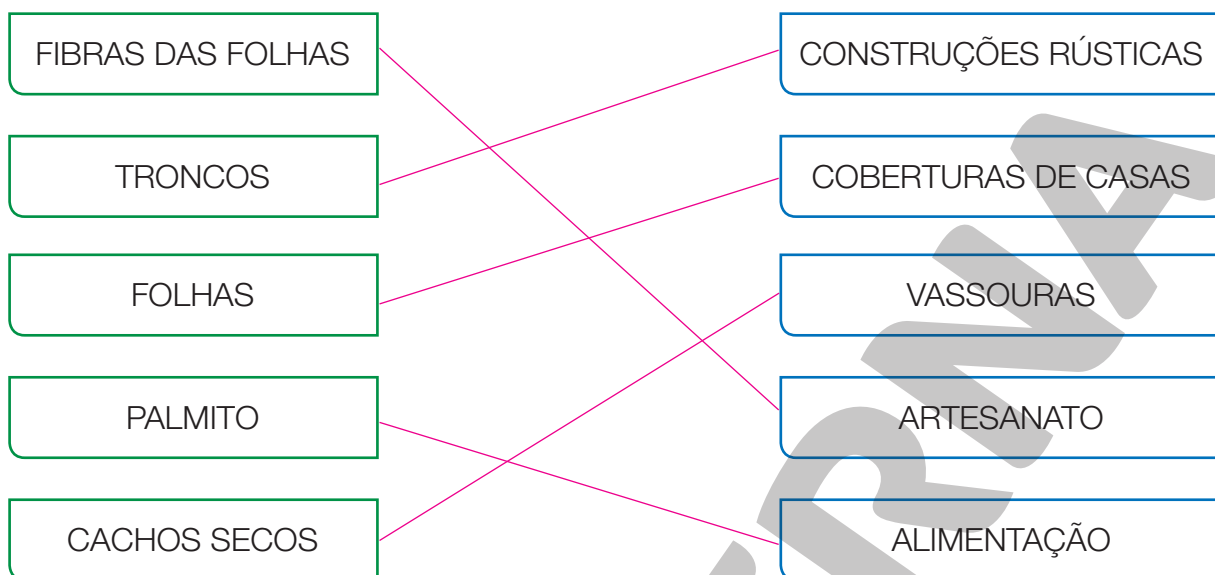 FIBRAS DAS FOLHAS
TRONCOS
FOLHAS
PALMITO
CACHOS SECOS
CONSTRUÇÕES RÚSTICAS
COBERTURAS DE CASAS
VASSOURAS
ARTESANATO
ALIMENTAÇÃO